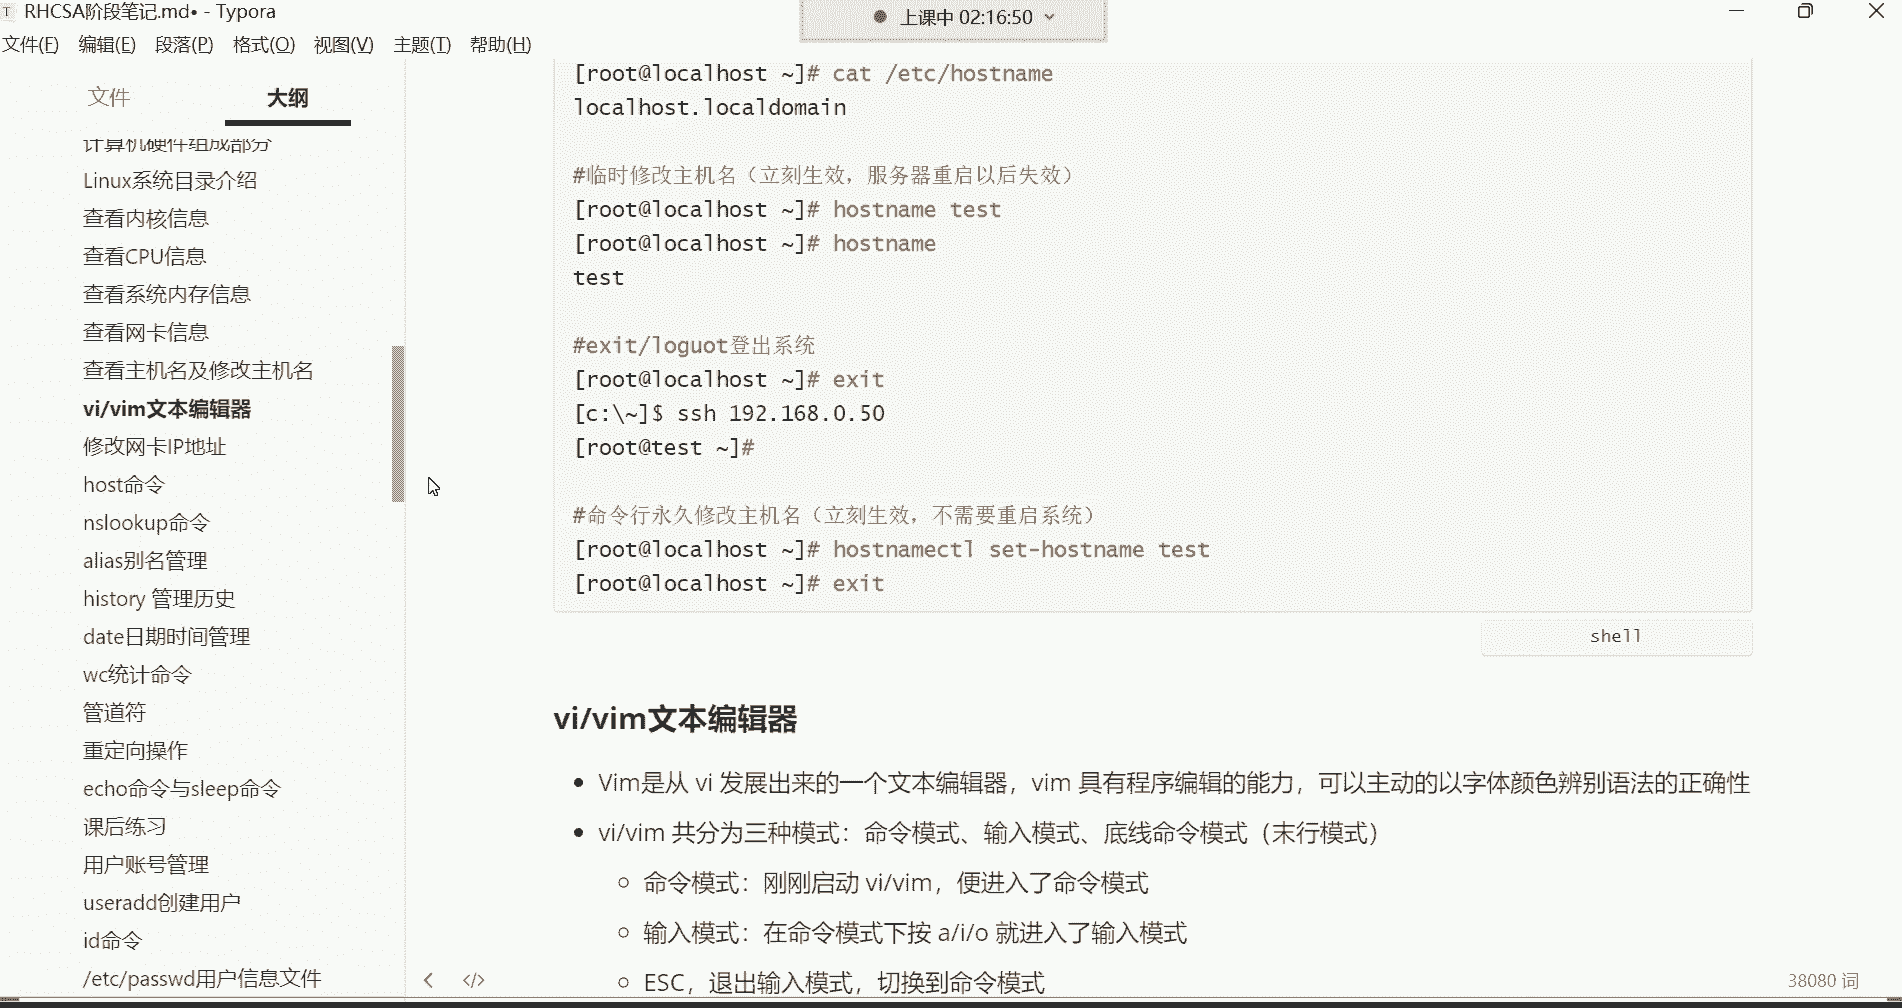 RHCSA阶段笔记.md• - Typora
上课中 02:16:50
文件(F) 编辑(E) 段落(P) 格式(O) 视图(V) 主题(T) 帮助(H)
文件 大纲
计算机硬件组成部分
Linux系统目录介绍
查看内核信息
查看CPU信息
查看系统内存信息
查看网卡信息
查看主机名及修改主机名
vi/vim文本编辑器
修改网卡IP地址
host命令
nslookup命令
alias别名管理
history 管理历史
date日期时间管理
wc统计命令
管道符
重定向操作
echo命令与sleep命令
课后练习
用户账号管理
useradd创建用户
id命令
/etc/passwd用户信息文件
[root@localhost ~]# cat /etc/hostname
localhost.localdomain
#临时修改主机名（立刻生效，服务器重启以后失效）
[root@localhost ~]# hostname test
[root@localhost ~]# hostname
test
#exit/loguot登出系统
[root@localhost ~]# exit
[c:\~]$ ssh 192.168.0.50
[root@test ~]#
#命令行永久修改主机名（立刻生效，不需要重启系统）
[root@localhost ~]# hostnamectl set-hostname test
[root@localhost ~]# exit
shell
vi/vim文本编辑器
Vim是从 vi 发展出来的一个文本编辑器，vim 具有程序编辑的能力，可以主动的以字体颜色辨别语法的正确性
vi/vim 共分为三种模式：命令模式、输入模式、底线命令模式（末行模式）
命令模式：刚刚启动 vi/vim，便进入了命令模式
输入模式：在命令模式下按 a/i/o 就进入了输入模式
ESC，退出输入模式，切换到命令模式
38080 词